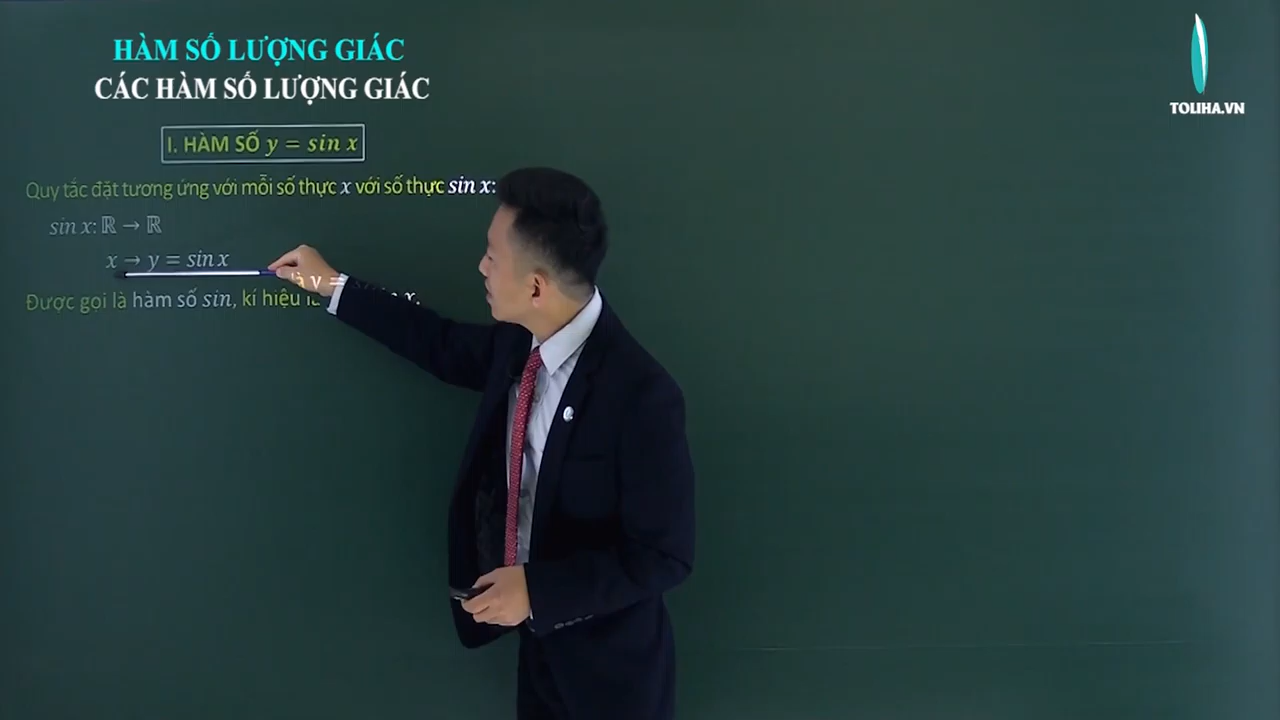 HÀM SỐ LƯỢNG GIÁC
CÁC HÀM SỐ LƯỢNG GIÁC
TOLIHA.VN
I. HÀM SỐ y = sin x
Quy tắc đặt tương ứng với mỗi số thực x với số thực sin x:
sin x: ℝ → ℝ
x → y = sin x
Được gọi là hàm số sin, kí hiệu là y = x.